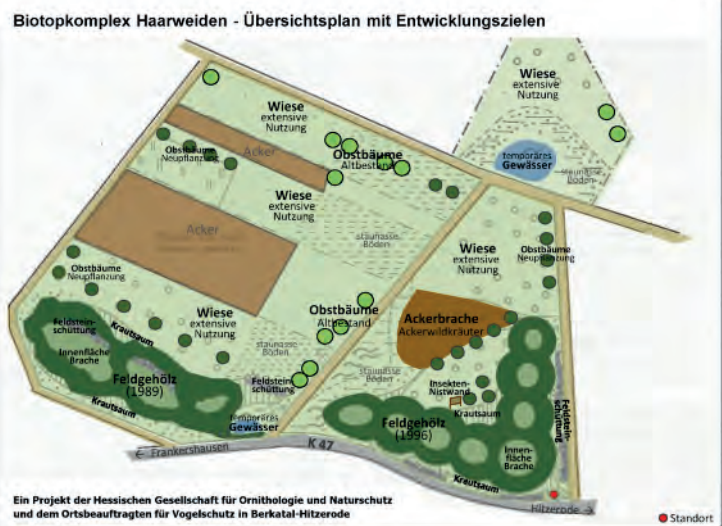 Biotopkomplex Haarweiden - Übersichtsplan mit Entwicklungszielen
Wiese
extensive
Nutzung
Wiese
extensive
Nutzung
Obstbäume
Neupflanzung
Acker
Obstbäume
Altbestand
temporäres
Gewässer
staunasse
Böden
Wiese
extensive
Nutzung
Acker
staunasse
Böden
Wiese
extensive
Nutzung
Obstbäume
Neupflanzung
Obstbäume
Neupflanzung
Wiese
extensive
Nutzung
Obstbäume
Altbestand
Ackerbrache
Ackerwildkräuter
Feldstein-
schüttung
Krautsaum
Innenfläche
Brache
staunasse
Böden
Feldgehölz
(1989)
Feldstein-
schüttung
staunasse
Böden
Insekten-
Nistwand
Krautsaum
Krautsaum
temporäres
Gewässer
Feldgehölz
(1996)
Feldstein-
schüttung
Innen-
fläche
Brache
Krautsaum
← Frankershausen
K 47
Hitzerode →
Ein Projekt der Hessischen Gesellschaft für Ornithologie und Naturschutz
und dem Ortsbeauftragten für Vogelschutz in Berkatal-Hitzerode
Standort